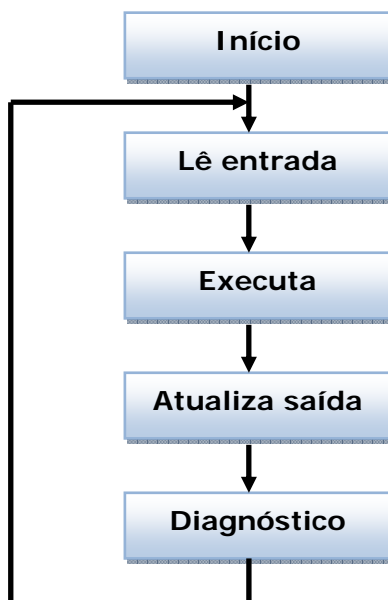 Início
Lê entrada
Executa
Atualiza saída
Diagnóstico